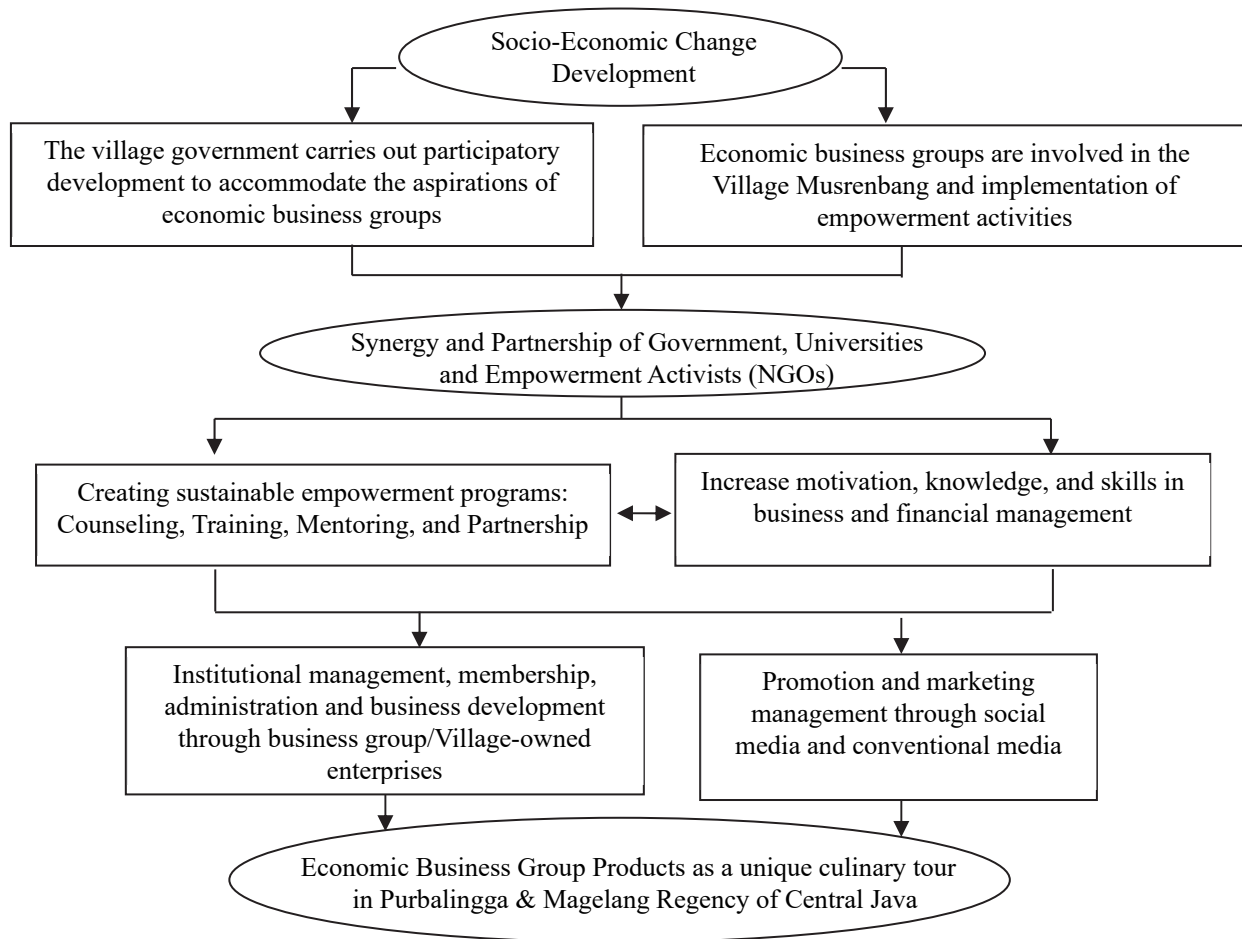 Socio-Economic Change
Development
The village government carries out participatory
development to accommodate the aspirations of
economic business groups
Economic business groups are involved in the
Village Musrenbang and implementation of
empowerment activities
Synergy and Partnership of Government, Universities
and Empowerment Activists (NGOs)
Creating sustainable empowerment programs:
Counseling, Training, Mentoring, and Partnership
Increase motivation, knowledge, and skills in
business and financial management
Institutional management, membership,
administration and business development
through business group/Village-owned
enterprises
Promotion and marketing
management through social
media and conventional media
Economic Business Group Products as a unique culinary tour
in Purbalingga & Magelang Regency of Central Java